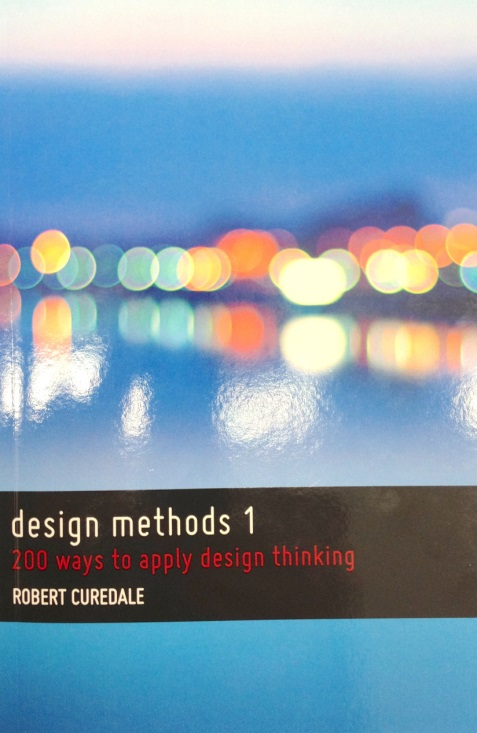 design methods 1
200 ways to apply design thinking
ROBERT CUREDALE